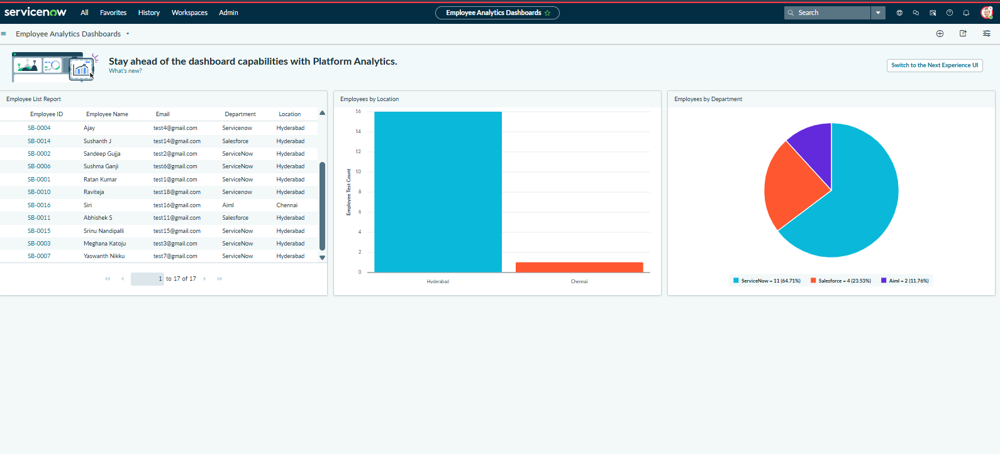 servicenow All Favorites History Workspaces Admin Employee Analytics Dashboards Search
Employee Analytics Dashboards
Stay ahead of the dashboard capabilities with Platform Analytics.
What's new?
Switch to the Next Experience UI
Employee List Report
Employee ID Employee Name Email Department Location
SB-0004 Ajay test4@gmail.com Servicenow Hyderabad
SB-0014 Sushanth J test14@gmail.com Salesforce Hyderabad
SB-0002 Sandeep Gujja test2@gmail.com ServiceNow Hyderabad
SB-0006 Sushma Ganji test6@gmail.com ServiceNow Hyderabad
SB-0001 Ratan Kumar test1@gmail.com ServiceNow Hyderabad
SB-0010 Raviteja test18@gmail.com Servicenow Hyderabad
SB-0016 Siri test16@gmail.com Aiml Chennai
SB-0011 Abhishek S test11@gmail.com Salesforce Hyderabad
SB-0015 Srinu Nandipalli test15@gmail.com ServiceNow Hyderabad
SB-0003 Meghana Katoju test3@gmail.com ServiceNow Hyderabad
SB-0007 Yaswanth Nikku test7@gmail.com ServiceNow Hyderabad
1 to 17 of 17
Employees by Location
Employee Test Count
16
14
12
10
8
6
4
2
0
Hyderabad Chennai
Employees by Department
ServiceNow = 11 (64.71%) Salesforce = 4 (23.53%) Aiml = 2 (11.76%)